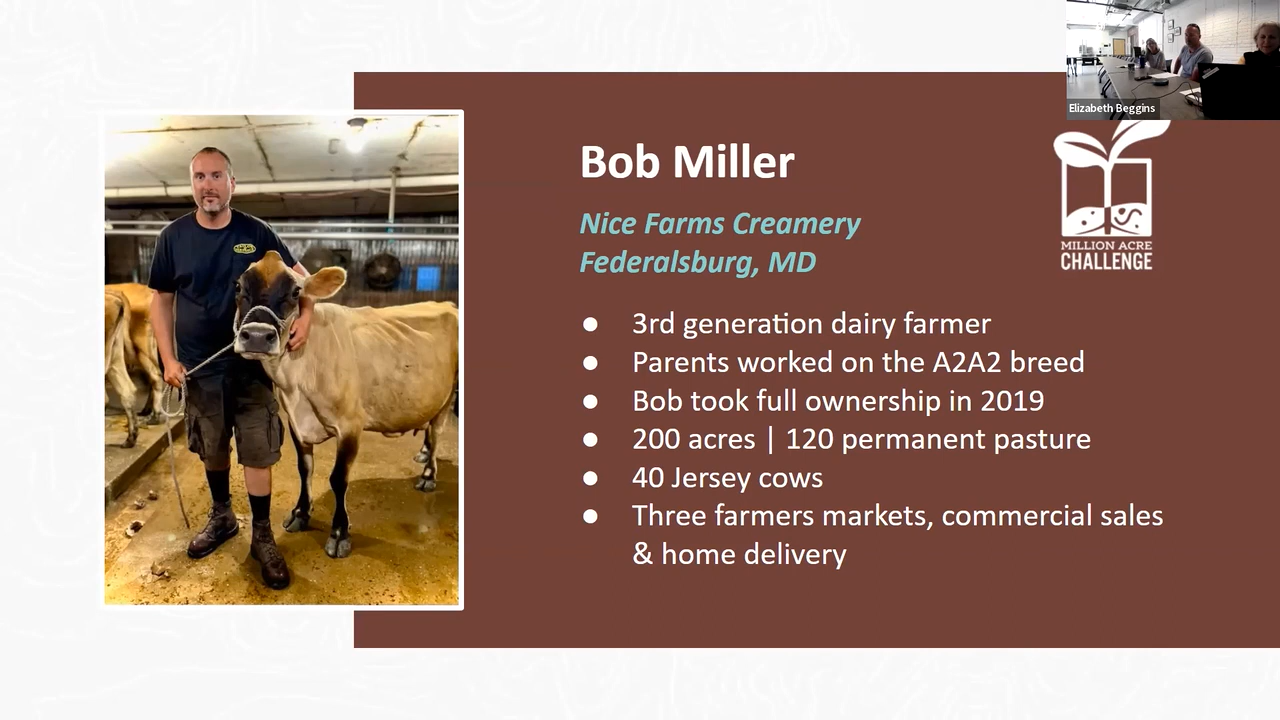 Elizabeth Beggins
Bob Miller
Nice Farms Creamery
Federalsburg, MD
MILLION ACRE
CHALLENGE
● 3rd generation dairy farmer
● Parents worked on the A2A2 breed
● Bob took full ownership in 2019
● 200 acres | 120 permanent pasture
● 40 Jersey cows
● Three farmers markets, commercial sales
& home delivery